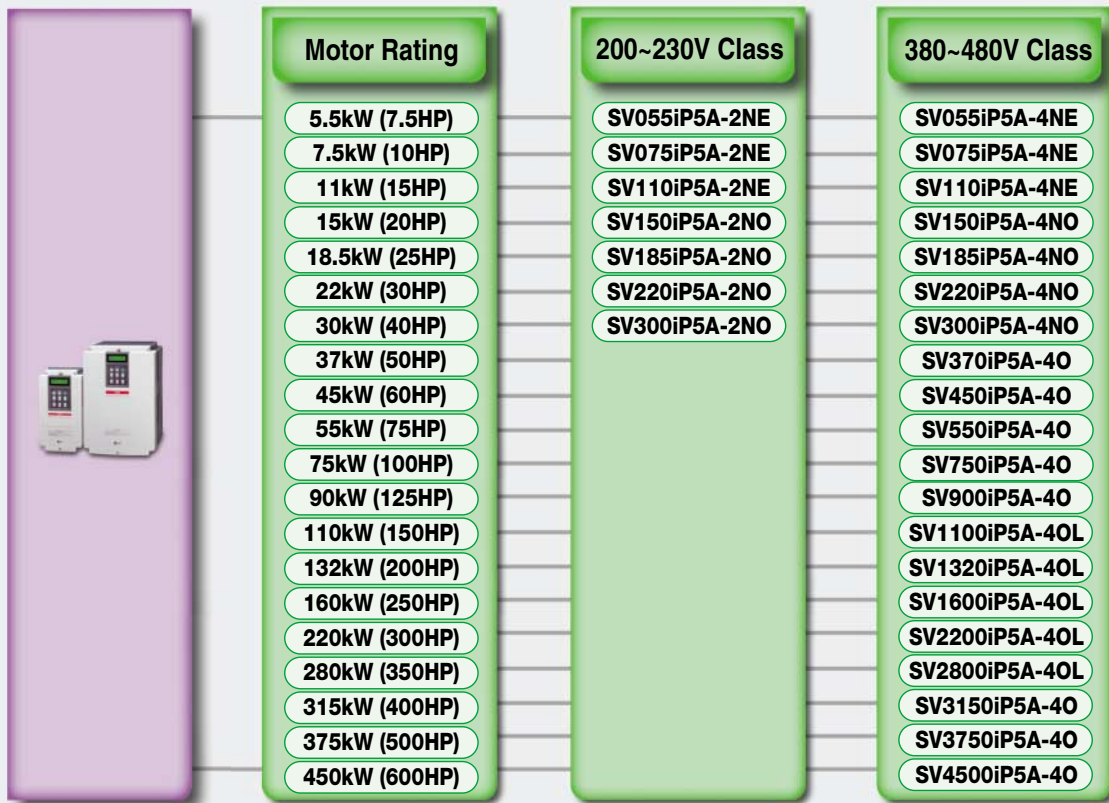 Motor Rating 200~230V Class 380~480V Class
5.5kW (7.5HP) SV055iP5A-2NE SV055iP5A-4NE
7.5kW (10HP) SV075iP5A-2NE SV075iP5A-4NE
11kW (15HP) SV110iP5A-2NE SV110iP5A-4NE
15kW (20HP) SV150iP5A-2NO SV150iP5A-4NO
18.5kW (25HP) SV185iP5A-2NO SV185iP5A-4NO
22kW (30HP) SV220iP5A-2NO SV220iP5A-4NO
30kW (40HP) SV300iP5A-2NO SV300iP5A-4NO
37kW (50HP) SV370iP5A-4O
45kW (60HP) SV450iP5A-4O
55kW (75HP) SV550iP5A-4O
75kW (100HP) SV750iP5A-4O
90kW (125HP) SV900iP5A-4O
110kW (150HP) SV1100iP5A-4OL
132kW (200HP) SV1320iP5A-4OL
160kW (250HP) SV1600iP5A-4OL
220kW (300HP) SV2200iP5A-4OL
280kW (350HP) SV2800iP5A-4OL
315kW (400HP) SV3150iP5A-4O
375kW (500HP) SV3750iP5A-4O
450kW (600HP) SV4500iP5A-4O